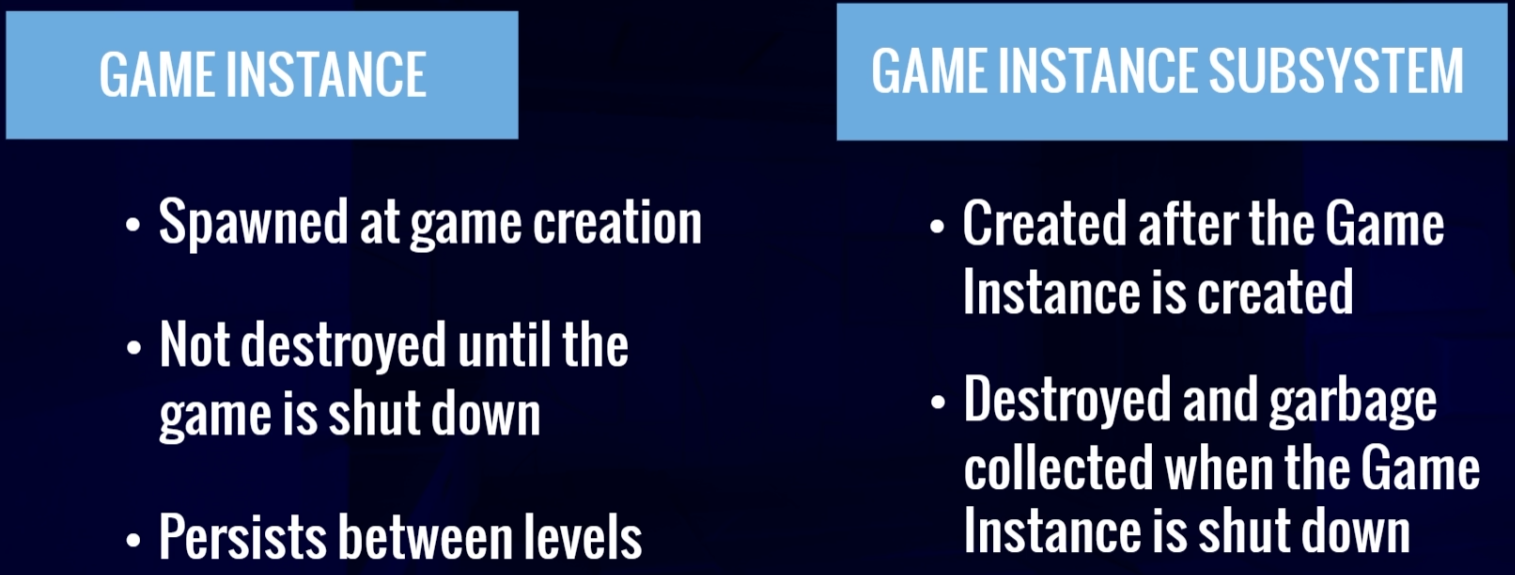 GAME INSTANCE
• Spawned at game creation
• Not destroyed until the
game is shut down
• Persists between levels
GAME INSTANCE SUBSYSTEM
• Created after the Game
Instance is created
• Destroyed and garbage
collected when the Game
Instance is shut down